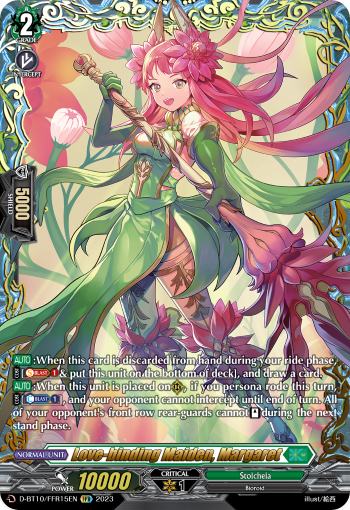 2
GRADE
INTERCEPT
5000
SHIELD
AUTO :When this card is discarded from hand during your ride phase,
COST [S BLAST 1 & put this unit on the bottom of deck], and draw a card.
AUTO :When this unit is placed on R, if you persona rode this turn,
COST [C BLAST 1], and your opponent cannot intercept until end of turn. All
of your opponent's front row rear-guards cannot during the next
stand phase.
NORMAL UNIT
Love-binding Maiden, Margaret
POWER 10000
CRITICAL
1
Stoicheia
Bioroid
D-BT10/FFR15EN FFR 2023
illust/絵西